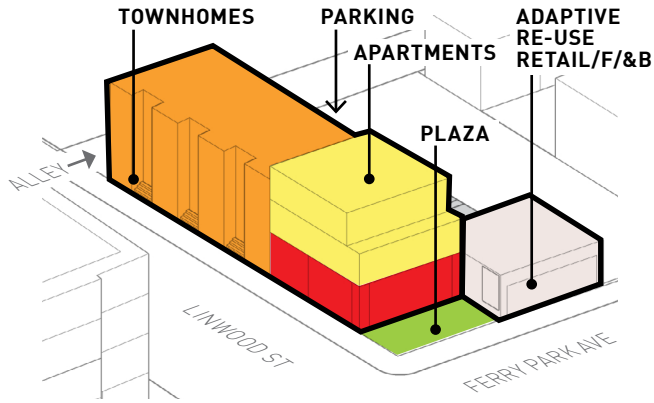 TOWNHOMES
PARKING
ADAPTIVE
RE-USE
RETAIL/F/&B
APARTMENTS
PLAZA
ALLEY
LINWOOD ST
FERRY PARK AVE